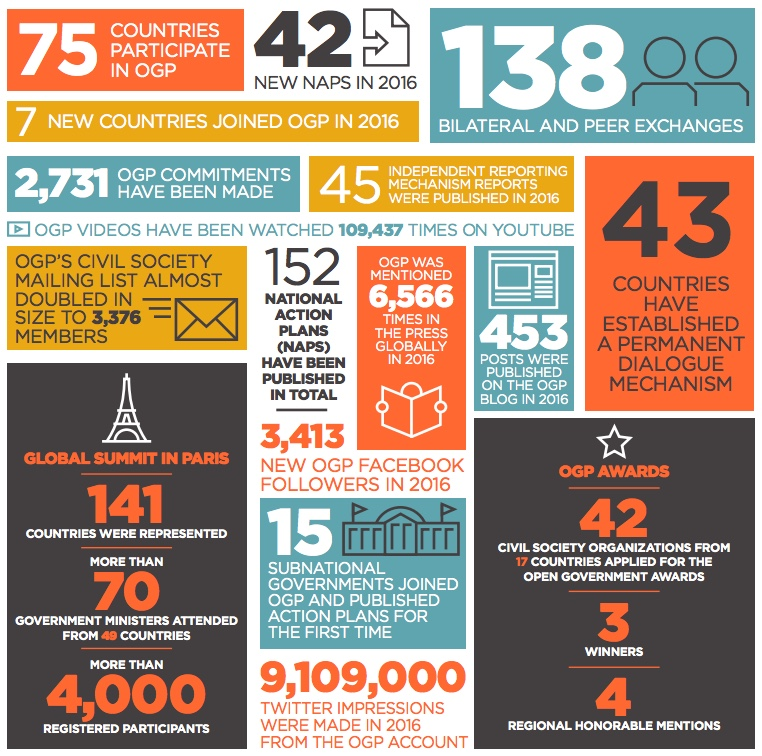 75
COUNTRIES
PARTICIPATE
IN OGP
42
NEW NAPS IN 2016
138
BILATERAL AND PEER EXCHANGES
7 NEW COUNTRIES JOINED OGP IN 2016
2,731
OGP COMMITMENTS
HAVE BEEN MADE
45
INDEPENDENT REPORTING
MECHANISM REPORTS
WERE PUBLISHED IN 2016
43
COUNTRIES
HAVE
ESTABLISHED
A PERMANENT
DIALOGUE
MECHANISM
OGP VIDEOS HAVE BEEN WATCHED 109,437 TIMES ON YOUTUBE
OGP'S CIVIL SOCIETY
MAILING LIST ALMOST
DOUBLED IN
SIZE TO 3,376
MEMBERS
152
NATIONAL
ACTION
PLANS
(NAPS)
HAVE BEEN
PUBLISHED
IN TOTAL
OGP WAS
MENTIONED
6,566
TIMES IN
THE PRESS
GLOBALLY
IN 2016
453
POSTS WERE
PUBLISHED
ON THE OGP
BLOG IN 2016
3,413
NEW OGP FACEBOOK
FOLLOWERS IN 2016
GLOBAL SUMMIT IN PARIS
141
COUNTRIES WERE REPRESENTED
MORE THAN
70
GOVERNMENT MINISTERS ATTENDED
FROM 49 COUNTRIES
MORE THAN
4,000
REGISTERED PARTICIPANTS
15
SUBNATIONAL
GOVERNMENTS JOINED
OGP AND PUBLISHED
ACTION PLANS FOR
THE FIRST TIME
9,109,000
TWITTER IMPRESSIONS
WERE MADE IN 2016
FROM THE OGP ACCOUNT
OGP AWARDS
42
CIVIL SOCIETY ORGANIZATIONS FROM
17 COUNTRIES APPLIED FOR THE
OPEN GOVERNMENT AWARDS
3
WINNERS
4
REGIONAL HONORABLE MENTIONS